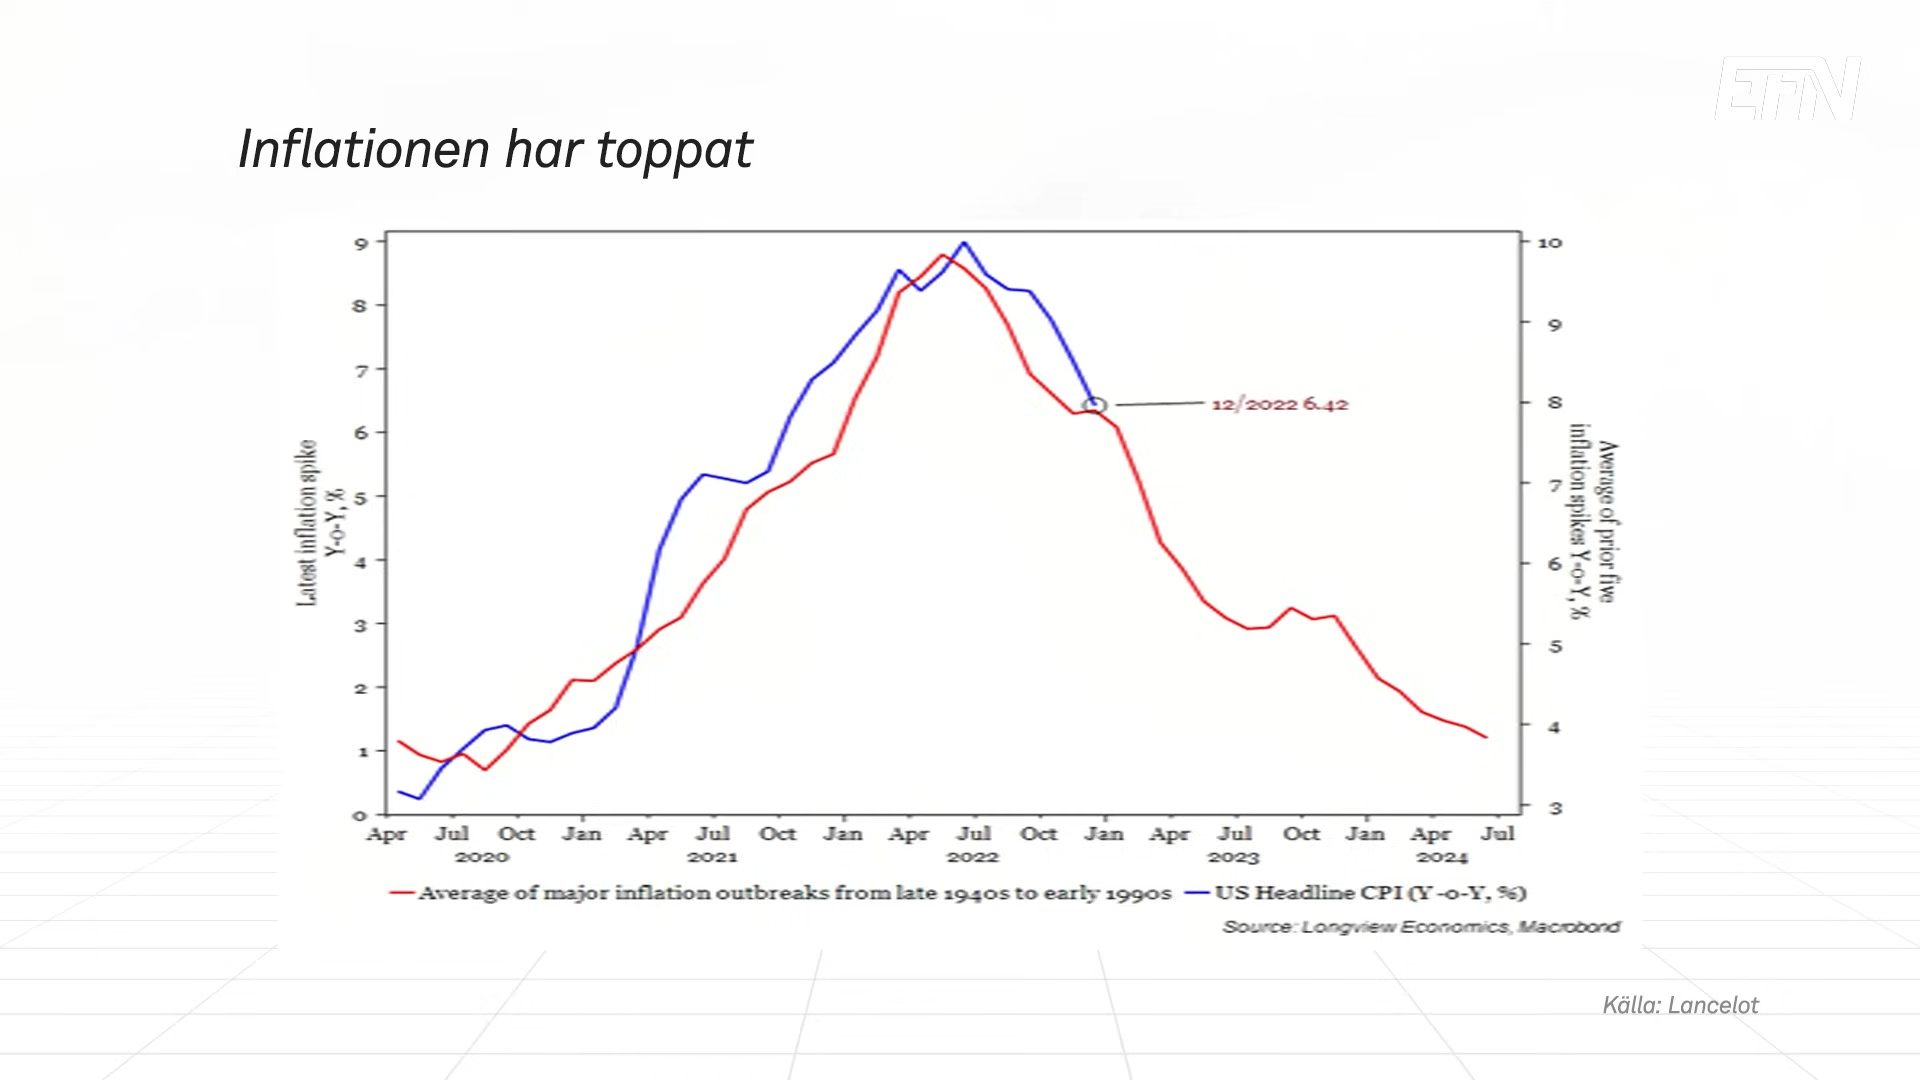 EFN
Inflationen har toppat
9
8
7
6
5
4
3
2
1
0
Latest inflation spike
Y-o-Y, %
10
9
8
7
6
5
4
3
Average of prior five
inflation spikes Y-o-Y, %
12/2022 6.42
Apr Jul Oct Jan Apr Jul Oct Jan Apr Jul Oct Jan Apr Jul Oct Jan Apr Jul
2020 2021 2022 2023 2024
Average of major inflation outbreaks from late 1940s to early 1990s US Headline CPI (Y -o-Y, %)
Source: Longview Economics, Macrobond
Källa: Lancelot